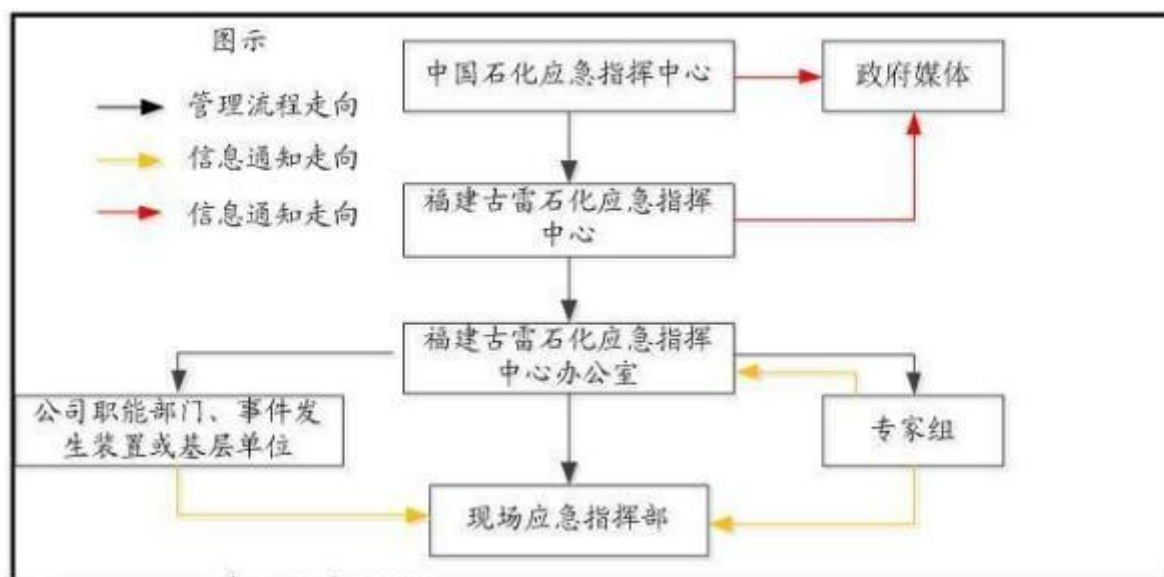 图示
管理流程走向
信息通知走向
信息通知走向
中国石化应急指挥中心
政府媒体
福建古雷石化应急指挥
中心
福建古雷石化应急指挥
中心办公室
公司职能部门、事件发
生装置或基层单位
专家组
现场应急指挥部